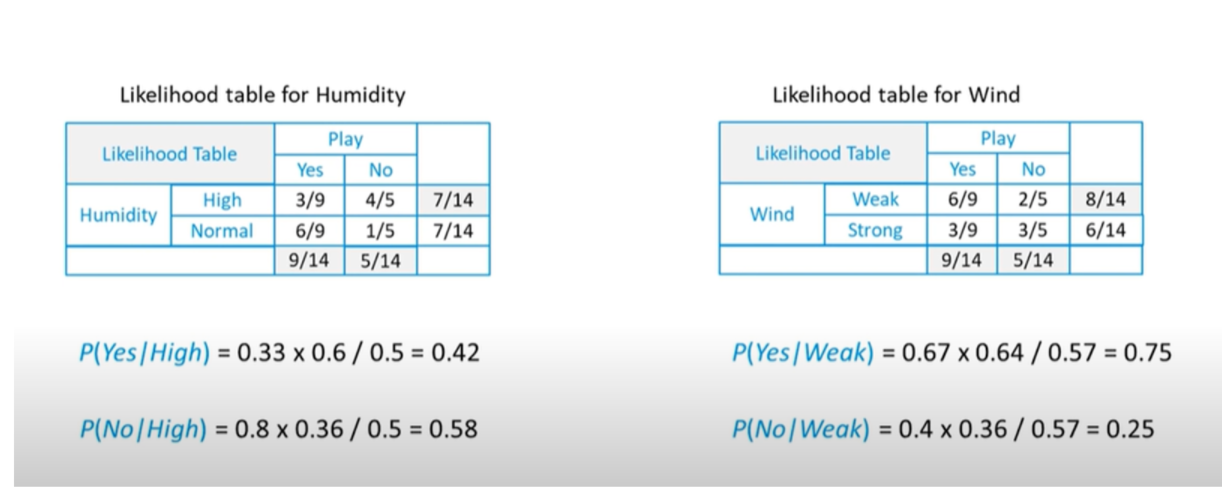 Likelihood table for Humidity
Likelihood Table
Play
Yes No
Humidity
High 3/9 4/5 7/14
Normal 6/9 1/5 7/14
9/14 5/14
P(Yes|High) = 0.33 x 0.6 / 0.5 = 0.42
P(No|High) = 0.8 x 0.36 / 0.5 = 0.58
Likelihood table for Wind
Likelihood Table
Play
Yes No
Wind
Weak 6/9 2/5 8/14
Strong 3/9 3/5 6/14
9/14 5/14
P(Yes|Weak) = 0.67 x 0.64 / 0.57 = 0.75
P(No|Weak) = 0.4 x 0.36 / 0.57 = 0.25